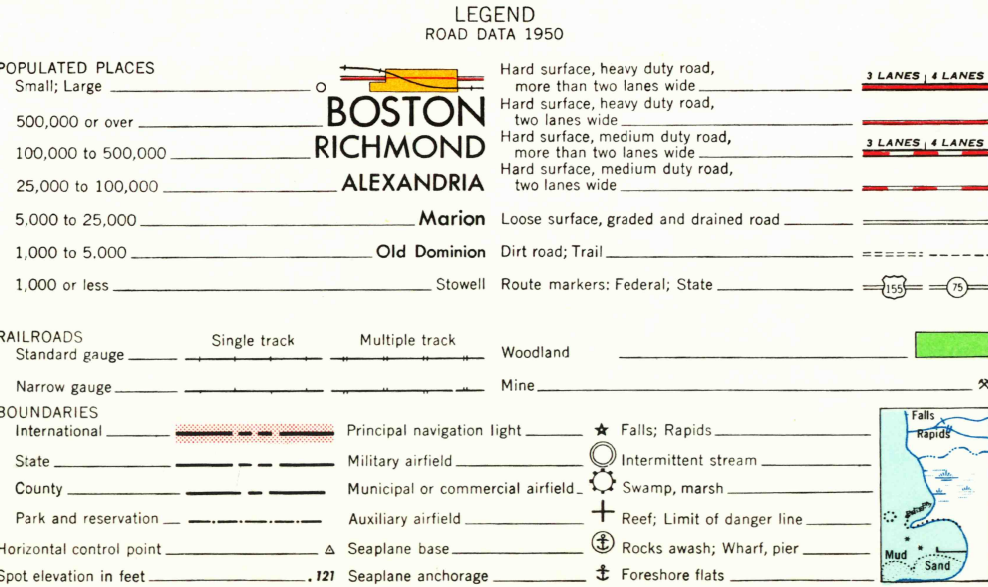 LEGEND
ROAD DATA 1950
POPULATED PLACES
Small; Large
500,000 or over BOSTON
100,000 to 500,000 RICHMOND
25,000 to 100,000 ALEXANDRIA
5.000 to 25,000 Marion
1,000 to 5.000 Old Dominion
1,000 or less Stowell
Hard surface, heavy duty road,
more than two lanes wide 3 LANES 4 LANES
Hard surface, heavy duty road,
two lanes wide
Hard surface, medium duty road,
more than two lanes wide 3 LANES 4 LANES
Hard surface, medium duty road,
two lanes wide
Loose surface, graded and drained road
Dirt road; Trail
Route markers: Federal; State 155 75
RAILROADS Single track Multiple track
Standard gauge
Narrow gauge
Woodland
Mine
BOUNDARIES
International
State
County
Park and reservation
Horizontal control point
Spot elevation in feet .121
Principal navigation light
Military airfield
Municipal or commercial airfield
Auxiliary airfield
Seaplane base
Seaplane anchorage
Falls; Rapids
Intermittent stream
Swamp, marsh
Reef; Limit of danger line
Rocks awash; Wharf, pier
Foreshore flats
Falls
Rapids
Mud
Sand